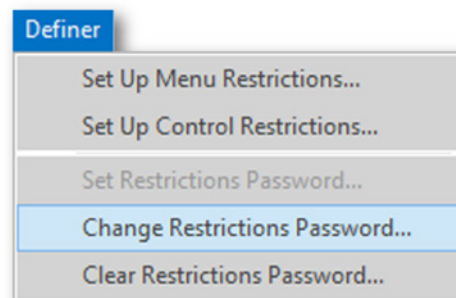 Definer
Set Up Menu Restrictions...
Set Up Control Restrictions...
Set Restrictions Password...
Change Restrictions Password...
Clear Restrictions Password...